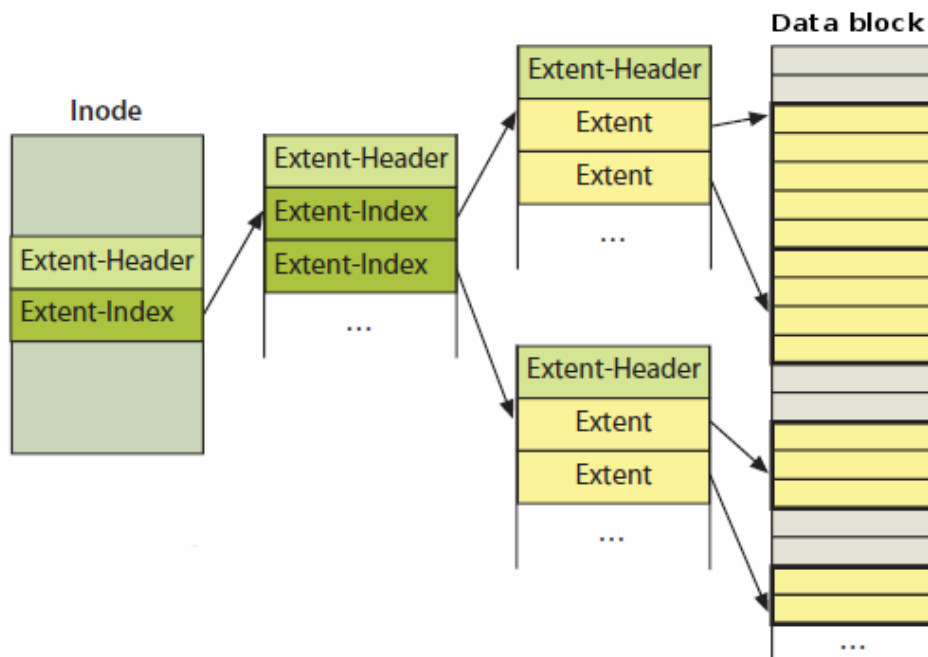 Inode
Extent-Header
Extent-Index
Extent-Header
Extent-Index
Extent-Index
...
Extent-Header
Extent
Extent
...
Extent-Header
Extent
Extent
...
Data block
...